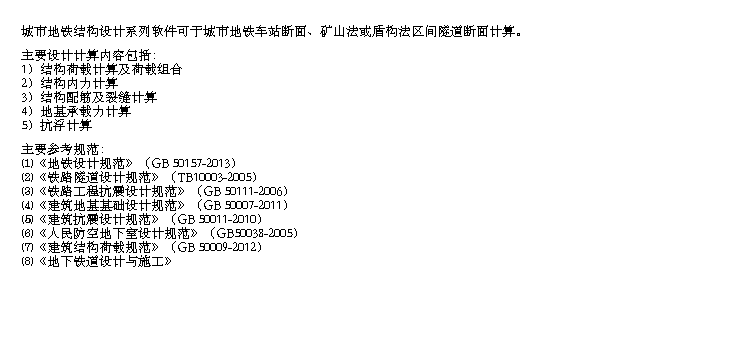 城市地铁结构设计系列软件可于城市地铁车站断面、矿山法或盾构法区间隧道断面计算。
主要设计计算内容包括:
1）结构荷载计算及荷载组合
2）结构内力计算
3）结构配筋及裂缝计算
4）地基承载力计算
5）抗浮计算
主要参考规范:
(1)《地铁设计规范》（GB 50157-2013）
(2)《铁路隧道设计规范》（TB10003-2005）
(3)《铁路工程抗震设计规范》（GB 50111-2006）
(4)《建筑地基基础设计规范》（GB 50007-2011）
(5)《建筑抗震设计规范》（GB 50011-2010）
(6)《人民防空地下室设计规范》（GB50038-2005）
(7)《建筑结构荷载规范》（GB 50009-2012）
(8)《地下铁道设计与施工》